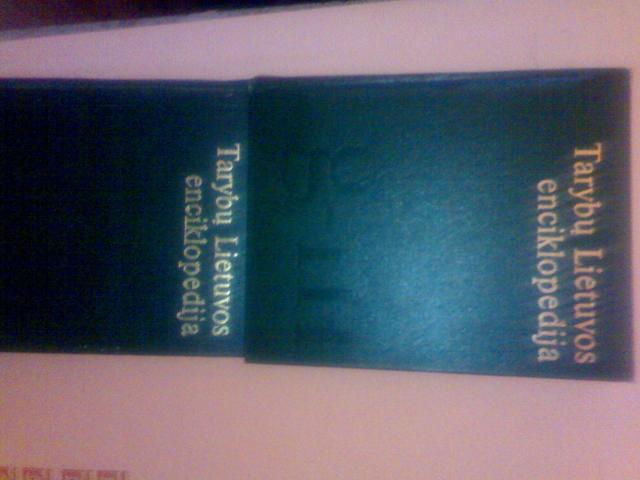 Tarybų Lietuvos
enciklopedija
Tarybų Lietuvos
enciklopedija